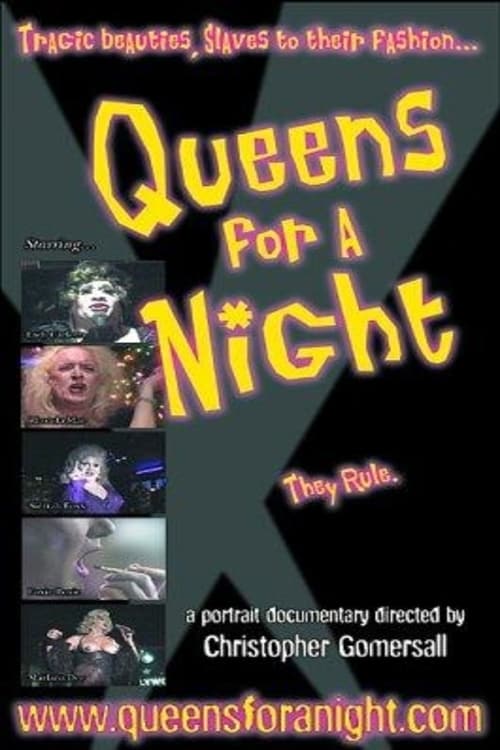 Tragic beauties, Slaves to their Fashion...
Queens
For A
Night
Starring...
They Rule.
a portrait documentary directed by
Christopher Gomersall
www.queensforanight.com